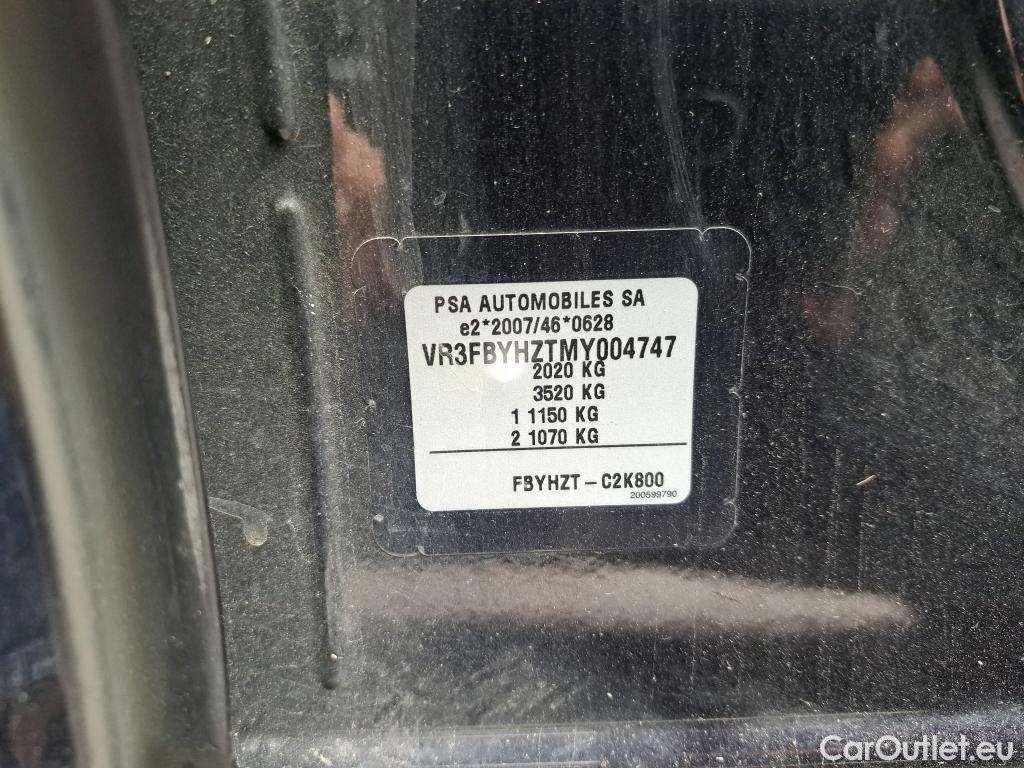 PSA AUTOMOBILES SA
e2*2007/46*0628
VR3FBYHZTMY004747
2020 KG
3520 KG
1 1150 KG
2 1070 KG
FBYHZT - C2K800
200599790
CarOutlet.eu